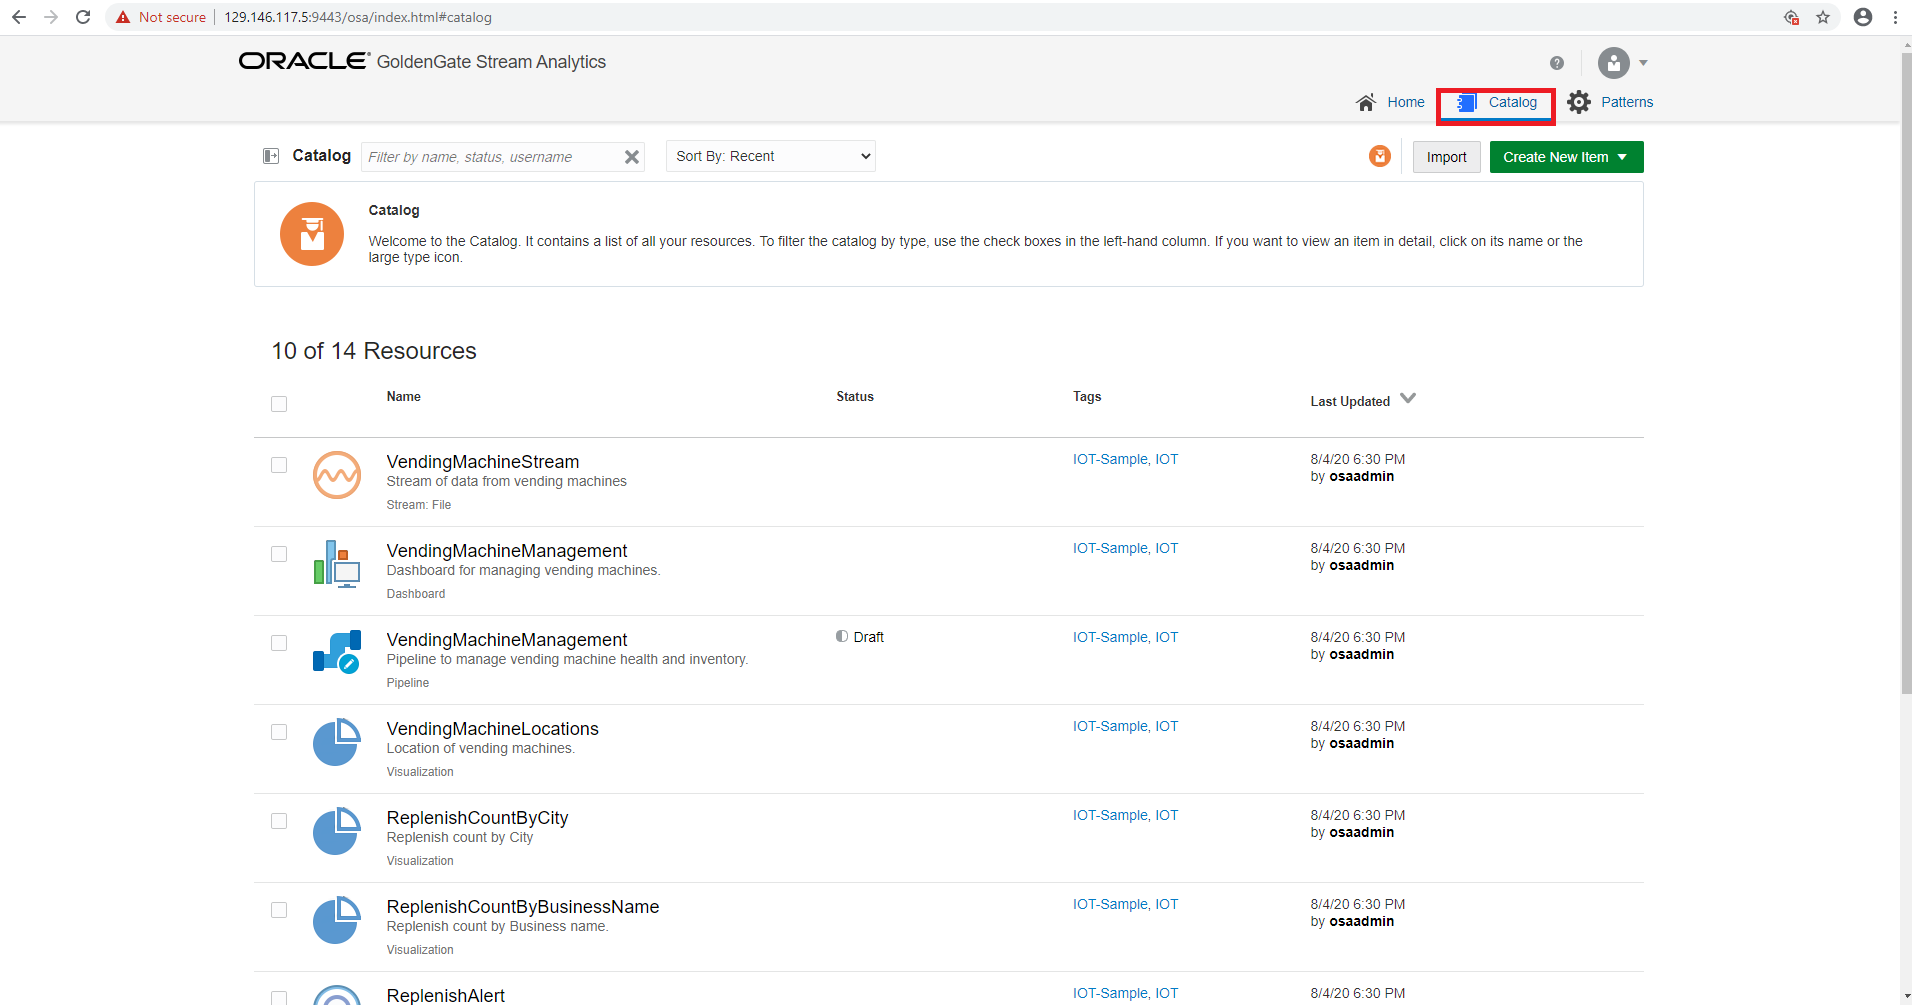 Not secure | 129.146.117.5:9443/osa/index.html#catalog
ORACLE® GoldenGate Stream Analytics
?
Home Catalog Patterns
Catalog Filter by name, status, username Sort By: Recent Import Create New Item
Catalog
Welcome to the Catalog. It contains a list of all your resources. To filter the catalog by type, use the check boxes in the left-hand column. If you want to view an item in detail, click on its name or the
large type icon.
10 of 14 Resources
Name Status Tags Last Updated
VendingMachineStream IOT-Sample, IOT 8/4/20 6:30 PM
Stream of data from vending machines by osaadmin
Stream: File
VendingMachineManagement IOT-Sample, IOT 8/4/20 6:30 PM
Dashboard for managing vending machines. by osaadmin
Dashboard
VendingMachineManagement Draft IOT-Sample, IOT 8/4/20 6:30 PM
Pipeline to manage vending machine health and inventory. by osaadmin
Pipeline
VendingMachineLocations IOT-Sample, IOT 8/4/20 6:30 PM
Location of vending machines. by osaadmin
Visualization
ReplenishCountByCity IOT-Sample, IOT 8/4/20 6:30 PM
Replenish count by City by osaadmin
Visualization
ReplenishCountByBusinessName IOT-Sample, IOT 8/4/20 6:30 PM
Replenish count by Business name. by osaadmin
Visualization
ReplenishAlert IOT-Sample, IOT 8/4/20 6:30 PM